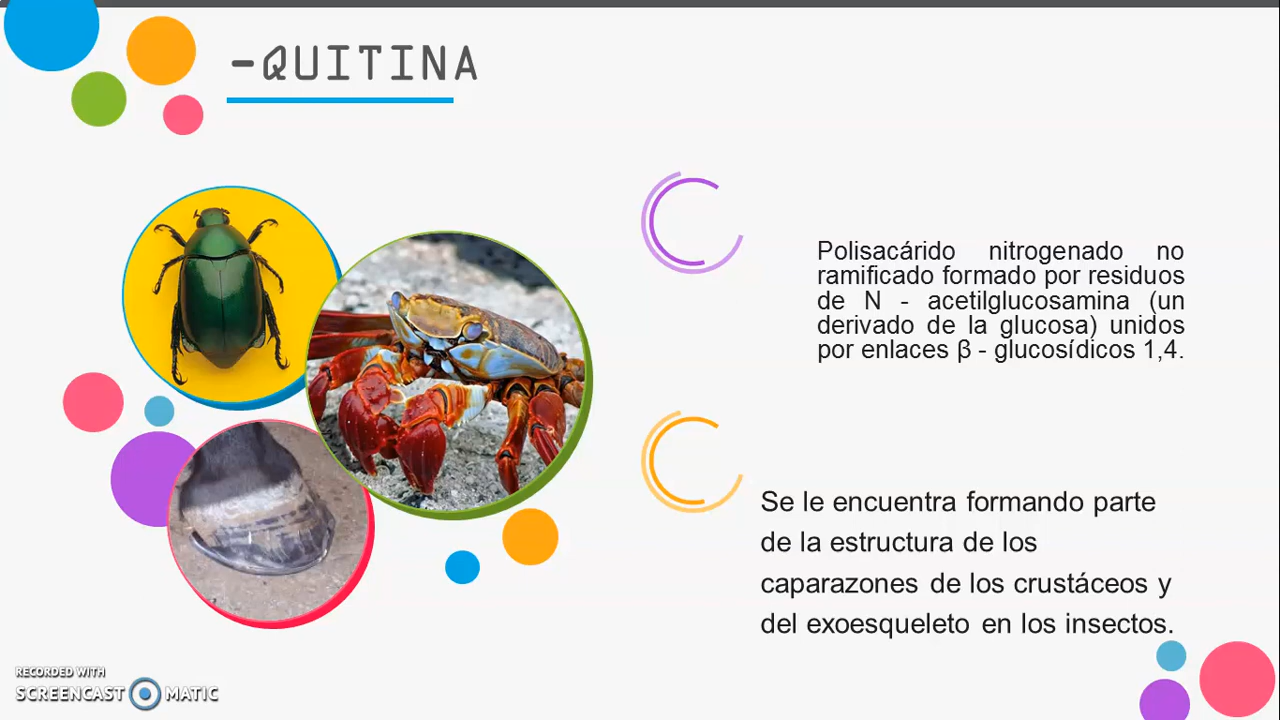 -QUITINA
Polisacárido nitrogenado no
ramificado formado por residuos
de N - acetilglucosamina (un
derivado de la glucosa) unidos
por enlaces β - glucosídicos 1,4.
Se le encuentra formando parte
de la estructura de los
caparazones de los crustáceos y
del exoesqueleto en los insectos.
RECORDED WITH
SCREENCAST MATIC